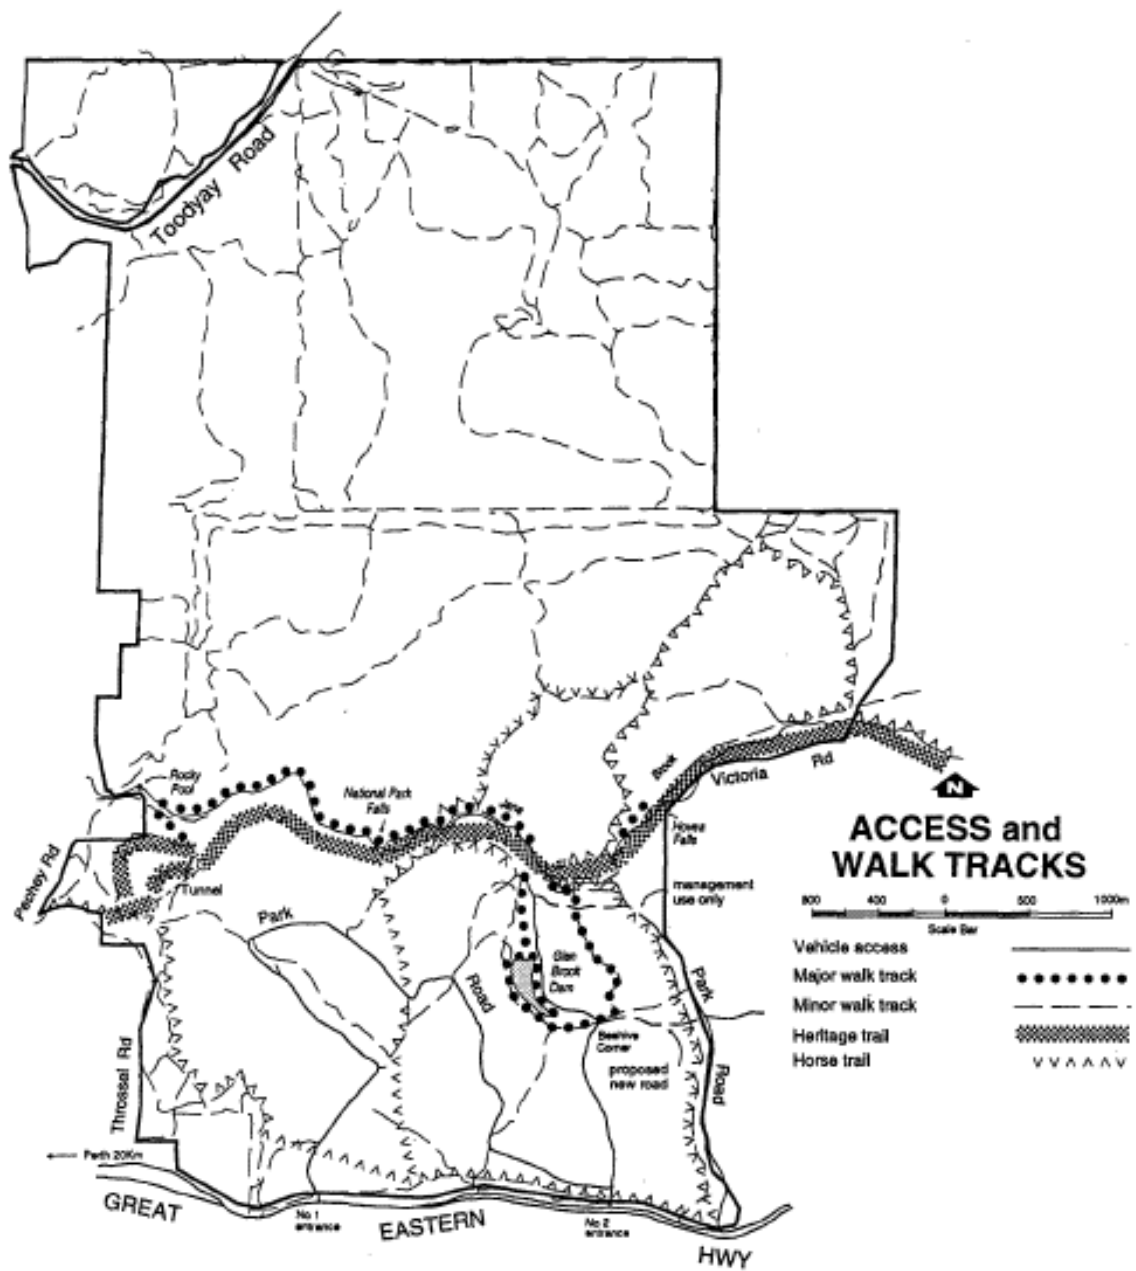 Toodyay Road
Rocky
Pool
National Park
Falls
Jane
Brook
Victoria Rd
Hovea
Falls
N
ACCESS and
WALK TRACKS
800 400 0 500 1000m
Scale Bar
Vehicle access
Major walk track
Minor walk track
Heritage trail
Horse trail
management
use only
Pechey Rd
Tunnel
Park
Road
Glen
Brook
Dam
Park
Road
Beehive
Corner
proposed
new road
Throssal Rd
Perth 20Km
GREAT
EASTERN
HWY
No 1
entrance
No 2
entrance